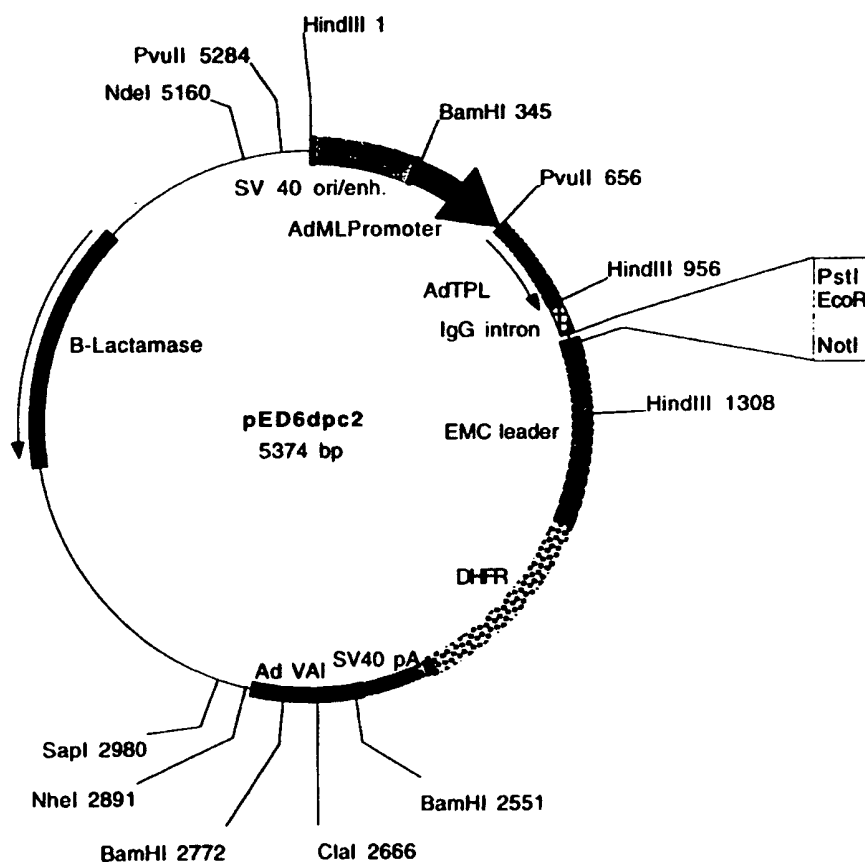 HindIII 1
PvuII 5284
NdeI 5160
BamHI 345
SV 40 ori/enh.
PvuII 656
AdMLPromoter
HindIII 956
PstI
EcoR
AdTPL
IgG intron
NotI
B-Lactamase
HindIII 1308
pED6dpc2
EMC leader
5374 bp
DHFR
SV40 pA
Ad VAI
SapI 2980
NheI 2891
BamHI 2551
BamHI 2772
ClaI 2666